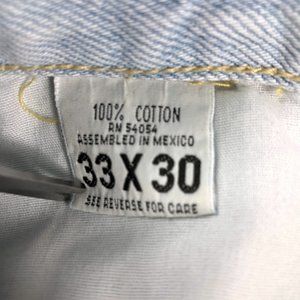 100% COTTON
RN 54054
ASSEMBLED IN MEXICO
33 X 30
SEE REVERSE FOR CARE